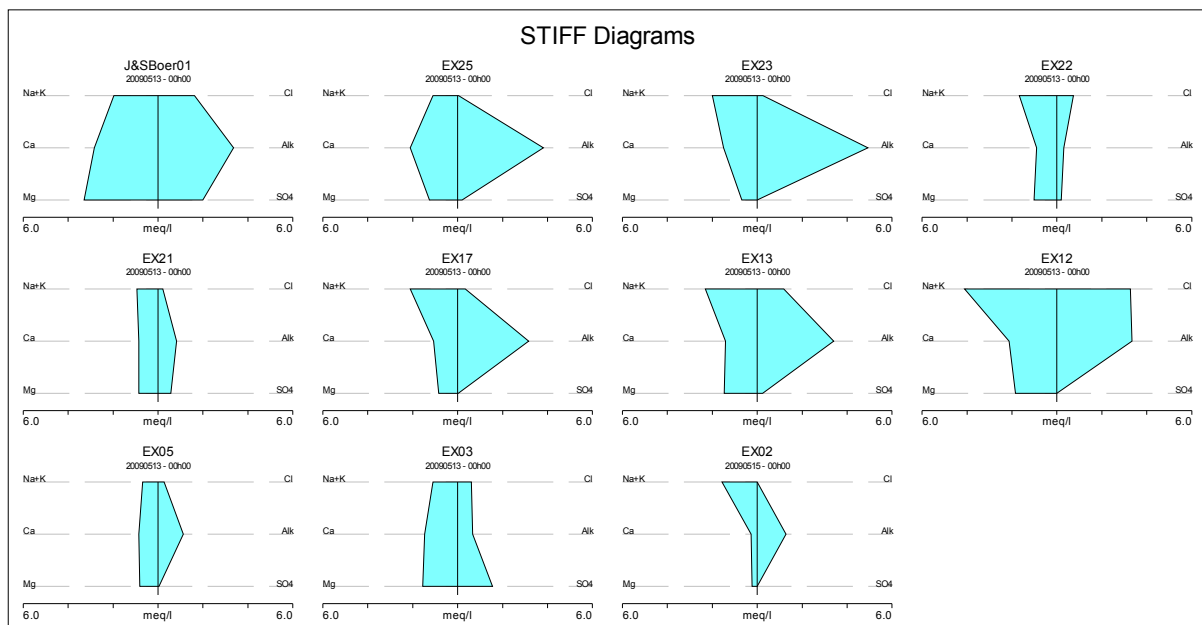 STIFF Diagrams
J&SBoer01
20090513 - 00h00
Na+K Cl
Ca Alk
Mg SO4
6.0 meq/l 6.0
EX25
20090513 - 00h00
Na+K Cl
Ca Alk
Mg SO4
6.0 meq/l 6.0
EX23
20090513 - 00h00
Na+K Cl
Ca Alk
Mg SO4
6.0 meq/l 6.0
EX22
20090513 - 00h00
Na+K Cl
Ca Alk
Mg SO4
6.0 meq/l 6.0
EX21
20090513 - 00h00
Na+K Cl
Ca Alk
Mg SO4
6.0 meq/l 6.0
EX17
20090513 - 00h00
Na+K Cl
Ca Alk
Mg SO4
6.0 meq/l 6.0
EX13
20090513 - 00h00
Na+K Cl
Ca Alk
Mg SO4
6.0 meq/l 6.0
EX12
20090513 - 00h00
Na+K Cl
Ca Alk
Mg SO4
6.0 meq/l 6.0
EX05
20090513 - 00h00
Na+K Cl
Ca Alk
Mg SO4
6.0 meq/l 6.0
EX03
20090513 - 00h00
Na+K Cl
Ca Alk
Mg SO4
6.0 meq/l 6.0
EX02
20090515 - 00h00
Na+K Cl
Ca Alk
Mg SO4
6.0 meq/l 6.0